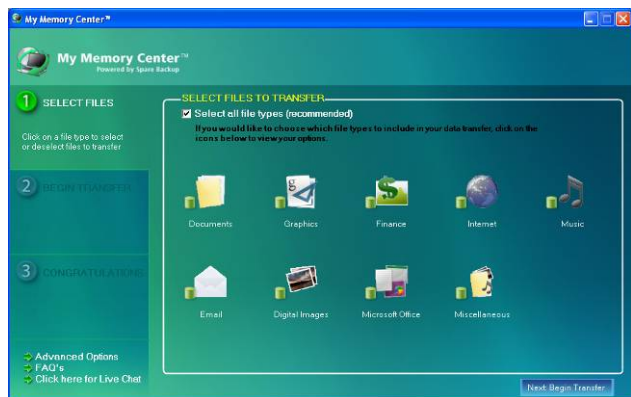 My Memory Center™
My Memory Center™
Powered by Spare Backup
1 SELECT FILES
Click on a file type to select
or deselect files to transfer
2 BEGIN TRANSFER
3 CONGRATULATIONS
Advanced Options
FAQ's
Click here for Live Chat
SELECT FILES TO TRANSFER
Select all file types (recommended)
If you would like to choose which file types to include in your data transfer, click on the
icons below to view your options.
Documents
Graphics
Finance
Internet
Music
Email
Digital Images
Microsoft Office
Miscellaneous
Next: Begin Transfer